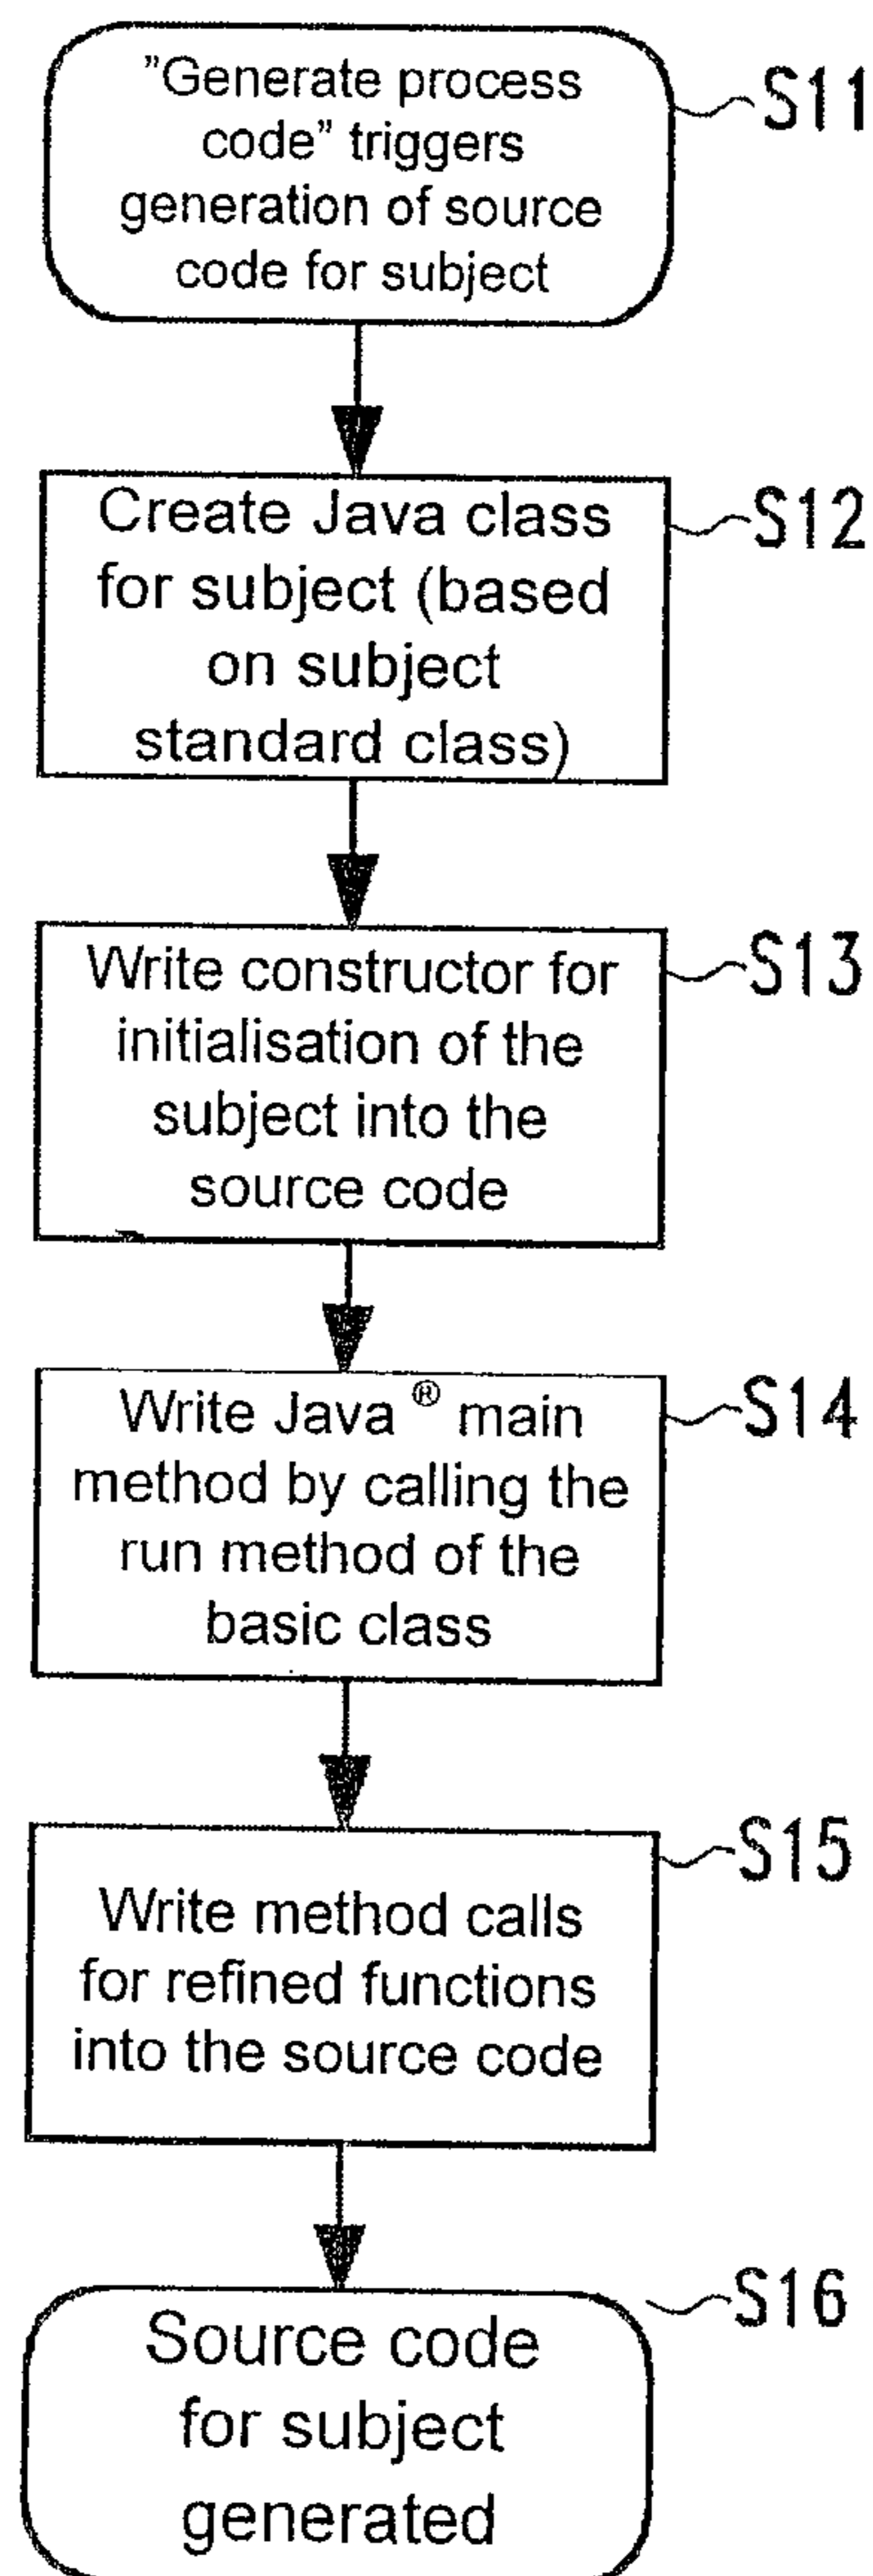 ”Generate process
code” triggers
generation of source
code for subject
S11
Create Java class
for subject (based
on subject
standard class)
S12
Write constructor for
initialisation of the
subject into the
source code
S13
Write Java ® main
method by calling the
run method of the
basic class
S14
Write method calls
for refined functions
into the source code
S15
Source code
for subject
generated
S16